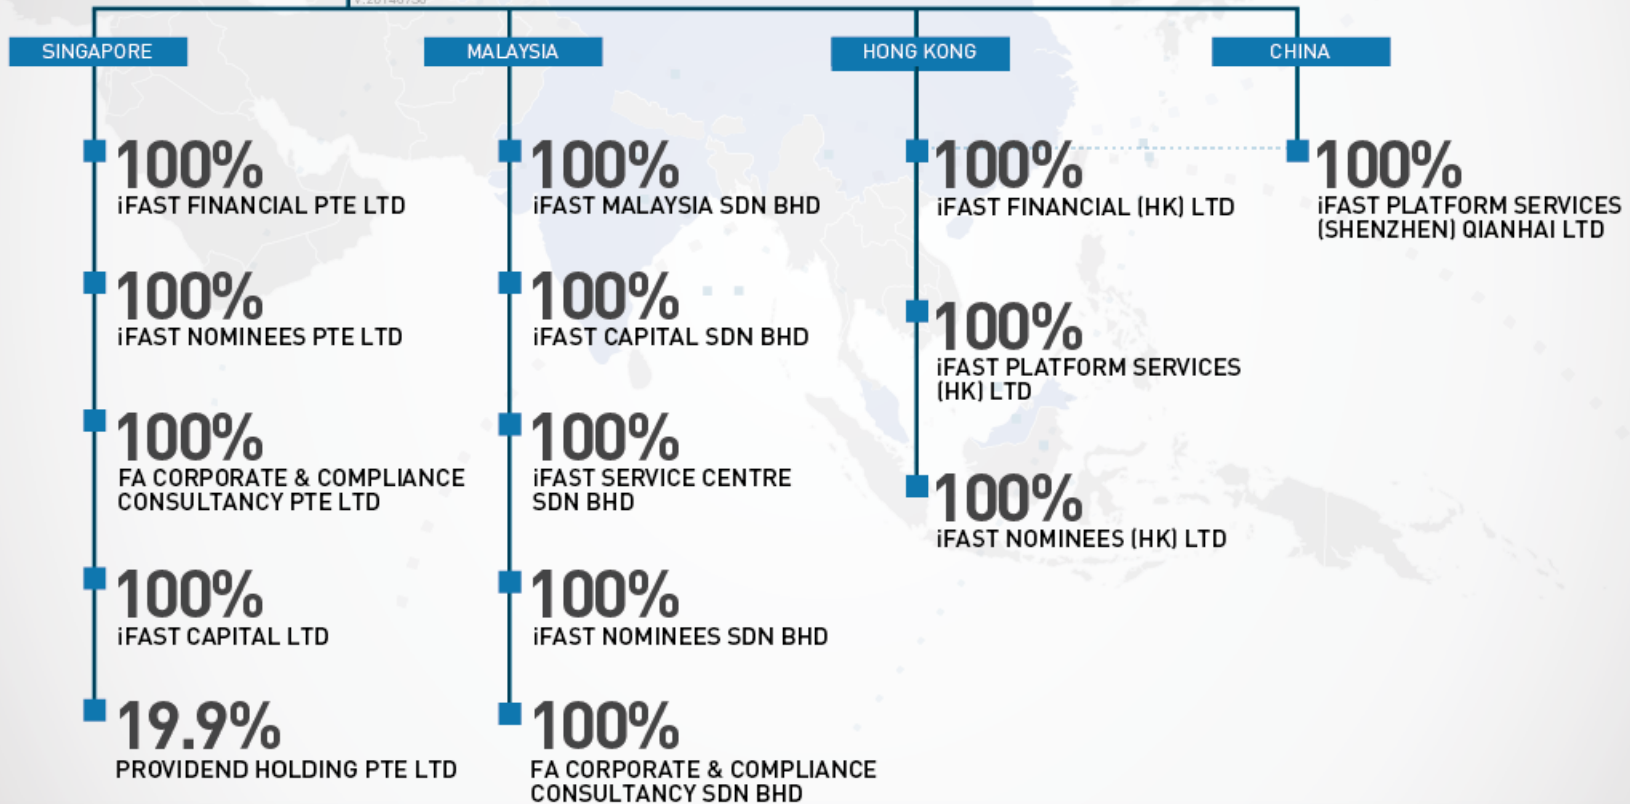 SINGAPORE
100%
iFAST FINANCIAL PTE LTD
100%
iFAST NOMINEES PTE LTD
100%
FA CORPORATE & COMPLIANCE
CONSULTANCY PTE LTD
100%
iFAST CAPITAL LTD
19.9%
PROVIDEND HOLDING PTE LTD
MALAYSIA
100%
iFAST MALAYSIA SDN BHD
100%
iFAST CAPITAL SDN BHD
100%
iFAST SERVICE CENTRE
SDN BHD
100%
iFAST NOMINEES SDN BHD
100%
FA CORPORATE & COMPLIANCE
CONSULTANCY SDN BHD
HONG KONG
100%
iFAST FINANCIAL (HK) LTD
100%
iFAST PLATFORM SERVICES
(HK) LTD
100%
iFAST NOMINEES (HK) LTD
CHINA
100%
iFAST PLATFORM SERVICES
(SHENZHEN) QIANHAI LTD